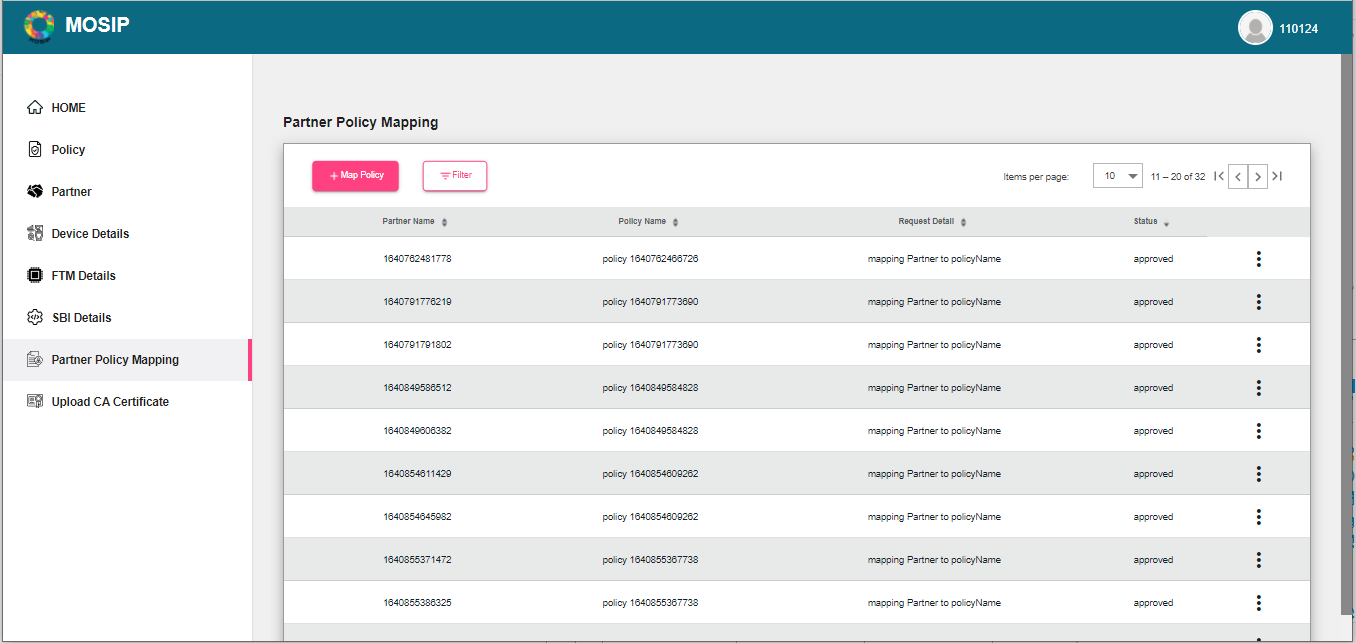 MOSIP
110124
HOME
Policy
Partner
Device Details
FTM Details
SBI Details
Partner Policy Mapping
Upload CA Certificate
Partner Policy Mapping
+ Map Policy Filter Items per page: 10 11 – 20 of 32
Partner Name Policy Name Request Detail Status
1640762481778 policy 1640762466726 mapping Partner to policyName approved
1640791776219 policy 1640791773690 mapping Partner to policyName approved
1640791791802 policy 1640791773690 mapping Partner to policyName approved
1640849586512 policy 1640849584828 mapping Partner to policyName approved
1640849606382 policy 1640849584828 mapping Partner to policyName approved
1640854611429 policy 1640854609262 mapping Partner to policyName approved
1640854645982 policy 1640854609262 mapping Partner to policyName approved
1640855371472 policy 1640855367738 mapping Partner to policyName approved
1640855386325 policy 1640855367738 mapping Partner to policyName approved